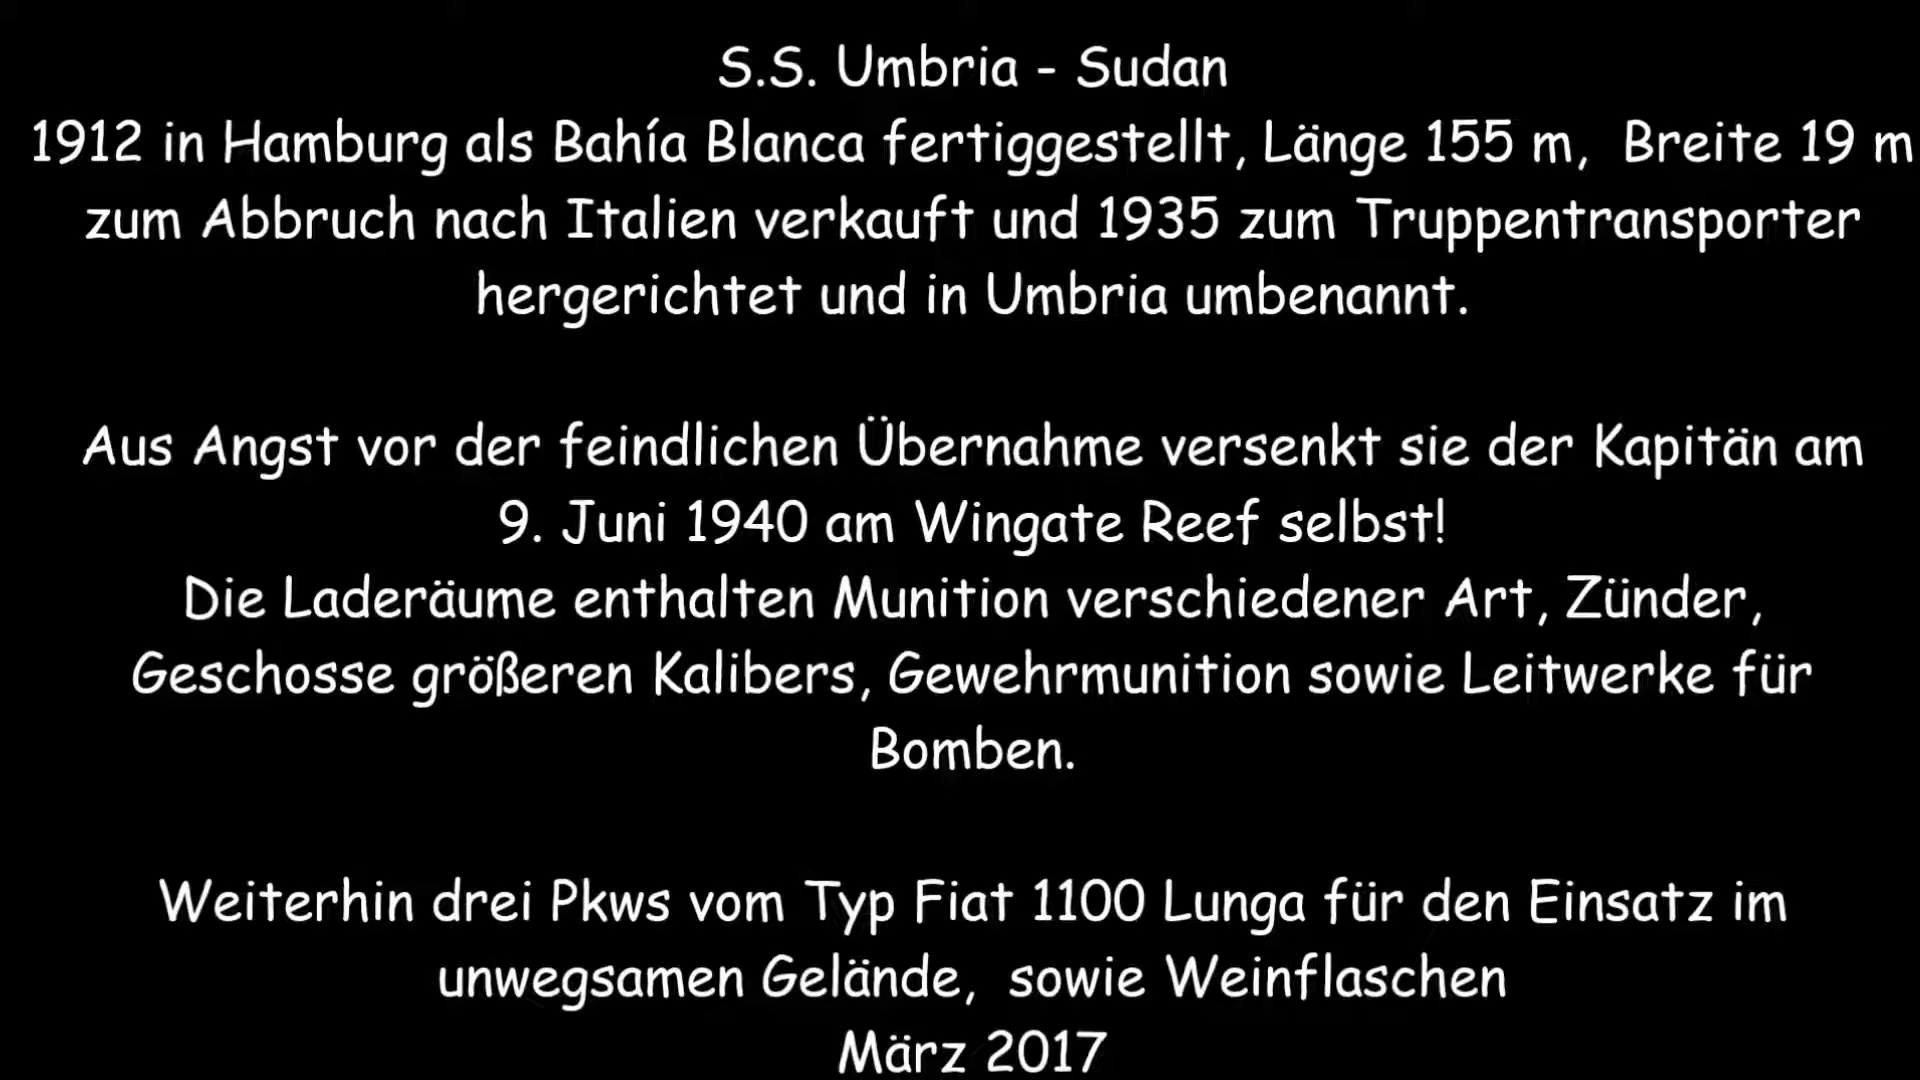 S.S. Umbria - Sudan
1912 in Hamburg als Bahía Blanca fertiggestellt, Länge 155 m,  Breite 19 m
zum Abbruch nach Italien verkauft und 1935 zum Truppentransporter
hergerichtet und in Umbria umbenannt.
Aus Angst vor der feindlichen Übernahme versenkt sie der Kapitän am
9. Juni 1940 am Wingate Reef selbst!
Die Laderäume enthalten Munition verschiedener Art, Zünder,
Geschosse größeren Kalibers, Gewehrmunition sowie Leitwerke für
Bomben.
Weiterhin drei Pkws vom Typ Fiat 1100 Lunga für den Einsatz im
unwegsamen Gelände,  sowie Weinflaschen
März 2017